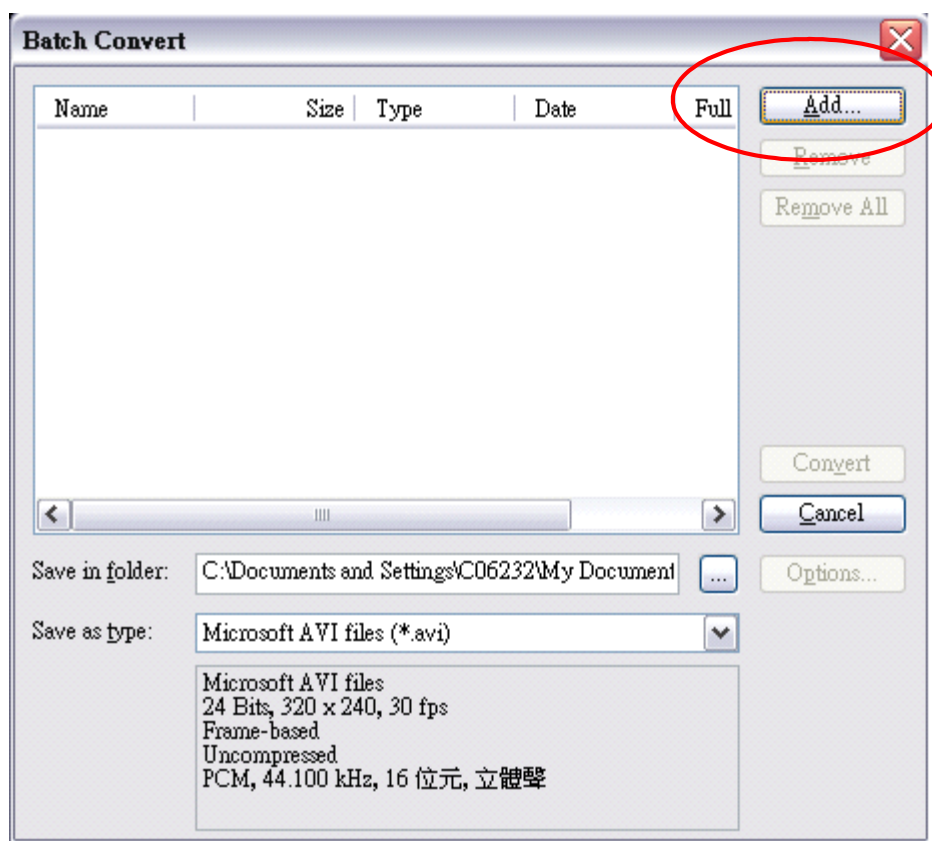 Batch Convert
Name Size Type Date Full
Add...
Remove
Remove All
Convert
Cancel
Save in folder: C:\Documents and Settings\C06232\My Document ... Options...
Save as type: Microsoft AVI files (*.avi)
Microsoft AVI files
24 Bits, 320 x 240, 30 fps
Frame-based
Uncompressed
PCM, 44.100 kHz, 16 位元, 立體聲